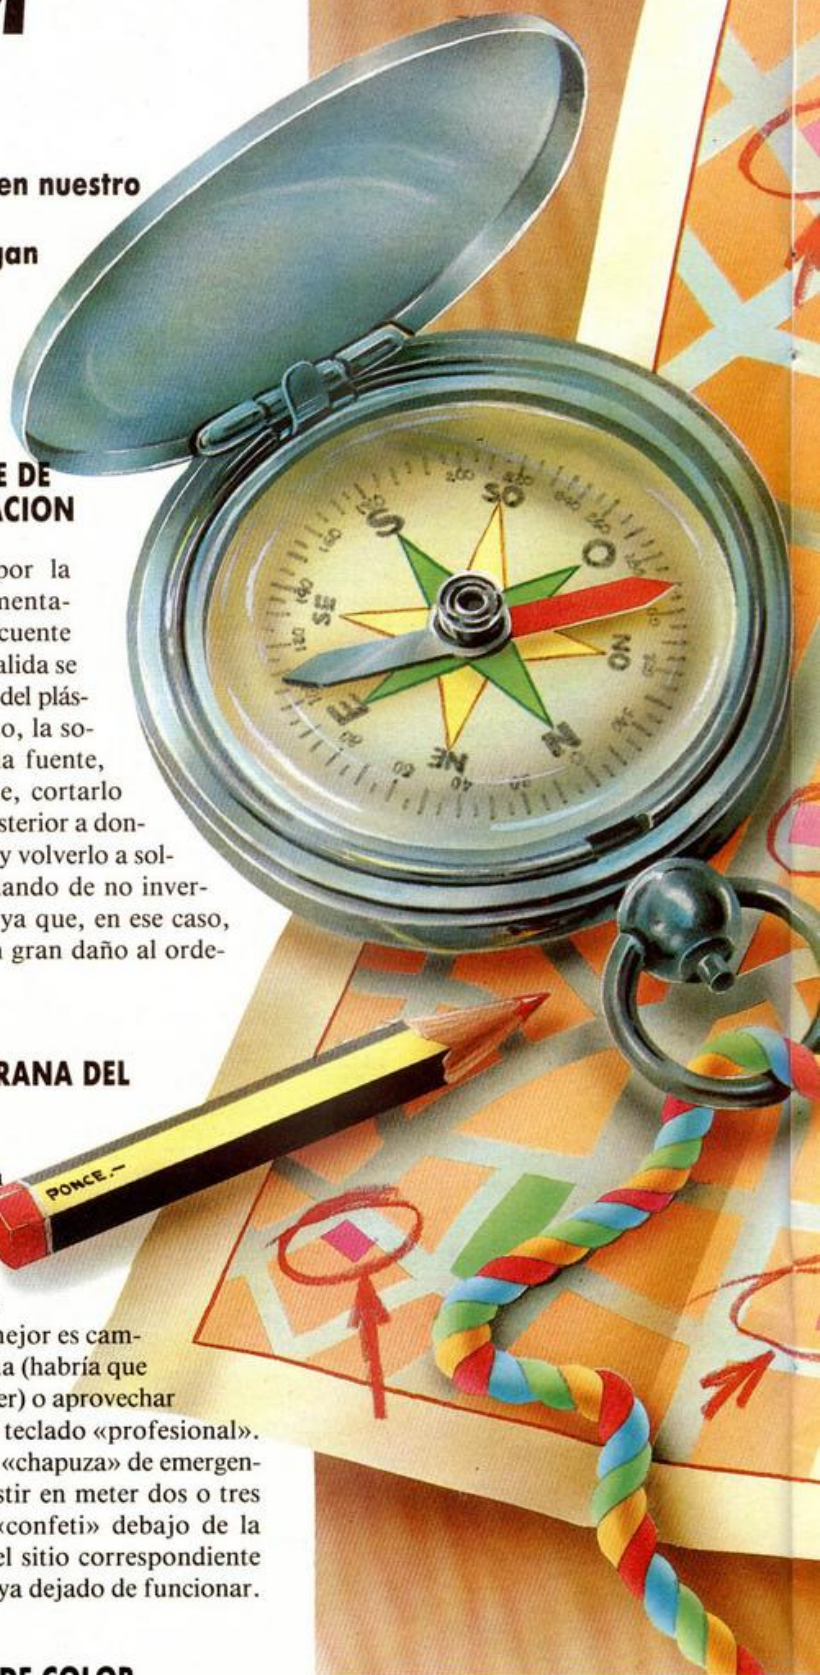 en nuestro
gan
E DE
ACION
por la
menta-
cuente
alida se
del plás-
o, la so-
a fuente,
e, cortarlo
sterior a don-
y volverlo a sol-
ando de no inver-
ya que, en ese caso,
n gran daño al orde-
RANA DEL
PONCE.-
nejor es cam-
na (habría que
er) o aprovechar
teclado «profesional».
«chapuza» de emergen-
stir en meter dos o tres
«confeti» debajo de la
el sitio correspondiente
ya dejado de funcionar.
DE COLOR
S
SO
O
SE
NO
E
NE
N